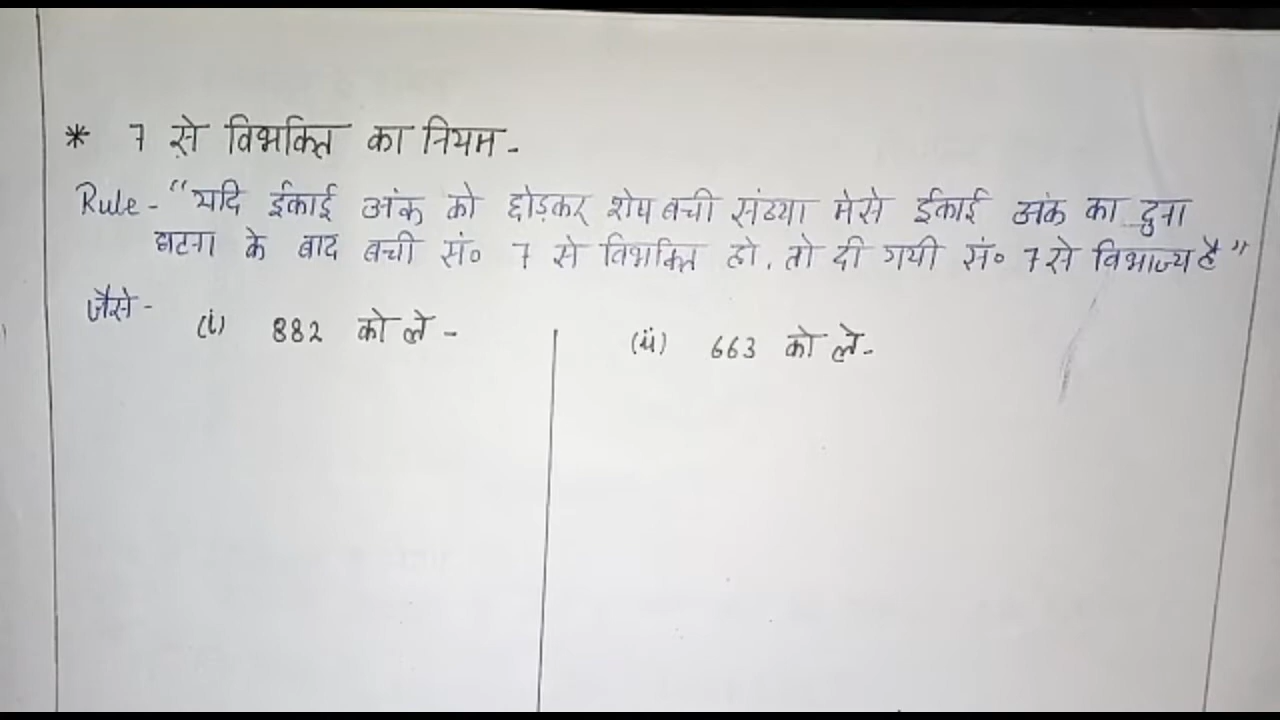 * 7 से विभक्ति का नियम -
Rule - "यदि ईकाई अंक को छोड़कर शेष बची संख्या मेसे ईकाई अंक का दुना
घटना के बाद बची सं० 7 से विभक्ति हो, तो दी गयी सं० 7 से विभाज्य है"
जैसे -
(i) 882 को ले -
(ii) 663 को ले -